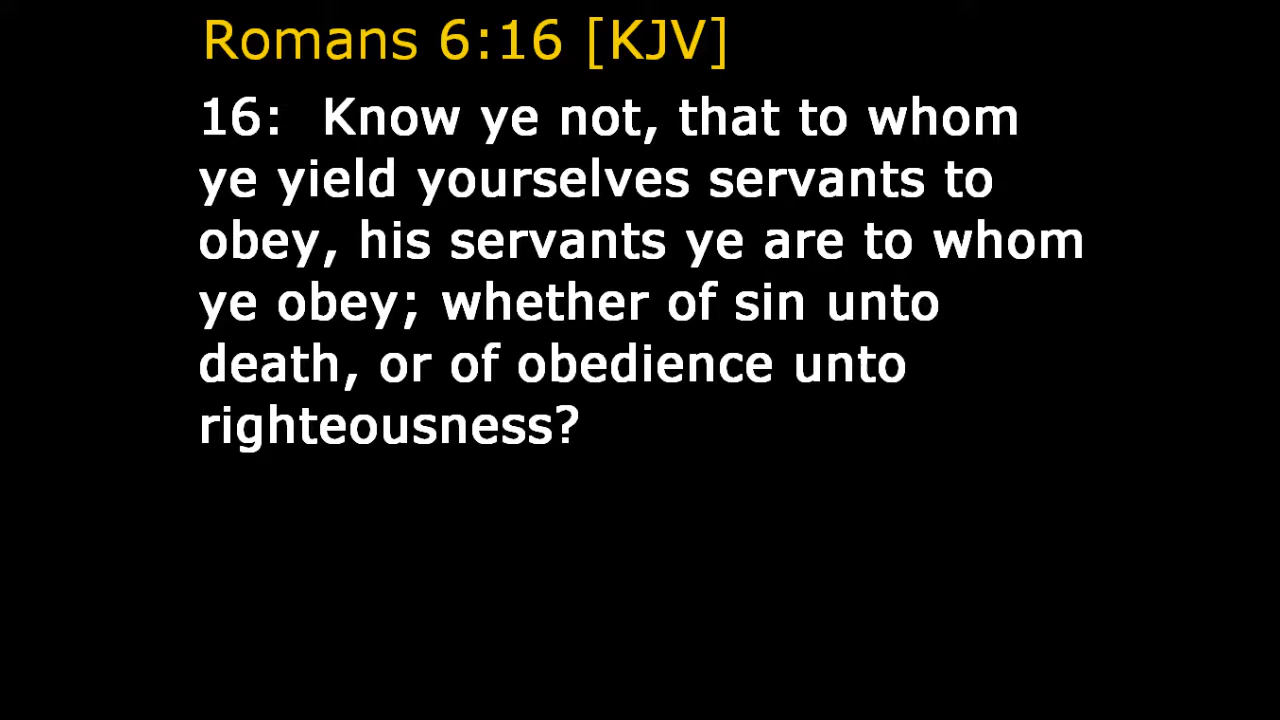 Romans 6:16 [KJV]
16: Know ye not, that to whom
ye yield yourselves servants to
obey, his servants ye are to whom
ye obey; whether of sin unto
death, or of obedience unto
righteousness?